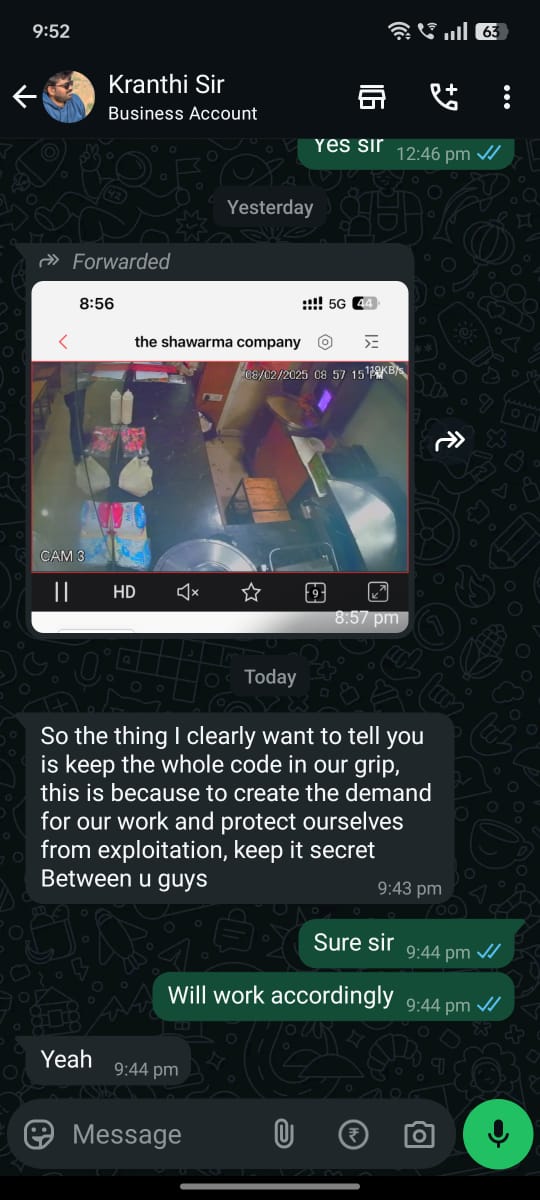 9:52
63
Kranthi Sir
Business Account
Yes sir 12:46 pm
Yesterday
Forwarded
8:56
5G 44
the shawarma company
119KB/s
08/02/2025 08 57 15 PM
CAM 3
HD
9
8:57 pm
Today
So the thing I clearly want to tell you
is keep the whole code in our grip,
this is because to create the demand
for our work and protect ourselves
from exploitation, keep it secret
Between u guys
9:43 pm
Sure sir 9:44 pm
Will work accordingly 9:44 pm
Yeah 9:44 pm
Message
₹